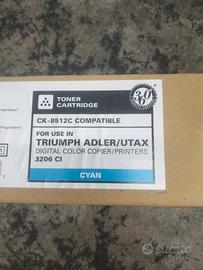 TONER
CARTRIDGE
360
CK-8512C COMPATIBLE
FOR USE IN
TRIUMPH ADLER/UTAX
DIGITAL COLOR COPIER/PRINTERS
3206 CI
CYAN
Subito